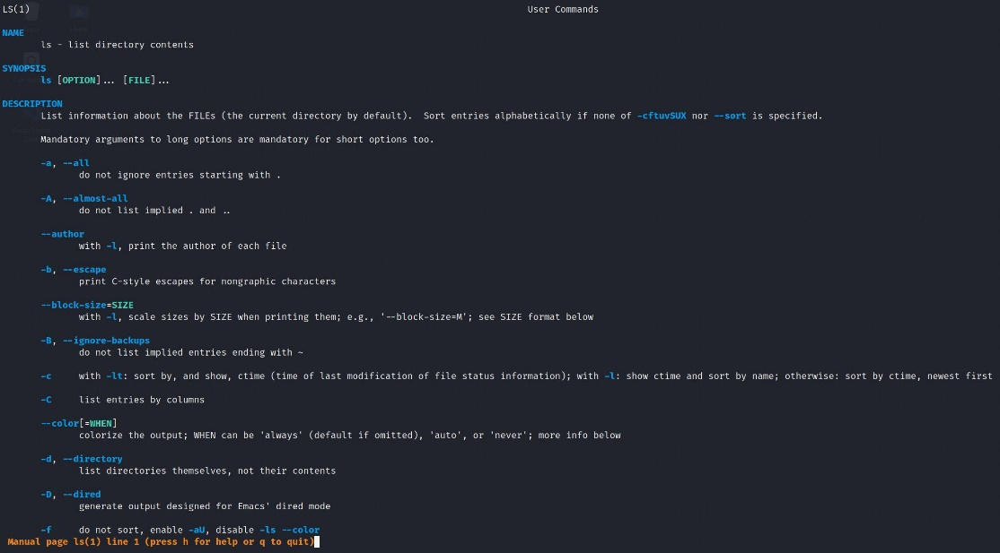 LS(1) User Commands
NAME
ls - list directory contents
SYNOPSIS
ls [OPTION]... [FILE]...
DESCRIPTION
List information about the FILEs (the current directory by default).  Sort entries alphabetically if none of -cftuvSUX nor --sort is specified.
Mandatory arguments to long options are mandatory for short options too.
-a, --all
do not ignore entries starting with .
-A, --almost-all
do not list implied . and ..
--author
with -l, print the author of each file
-b, --escape
print C-style escapes for nongraphic characters
--block-size=SIZE
with -l, scale sizes by SIZE when printing them; e.g., '--block-size=M'; see SIZE format below
-B, --ignore-backups
do not list implied entries ending with ~
-c with -lt: sort by, and show, ctime (time of last modification of file status information); with -l: show ctime and sort by name; otherwise: sort by ctime, newest first
-C list entries by columns
--color[=WHEN]
colorize the output; WHEN can be 'always' (default if omitted), 'auto', or 'never'; more info below
-d, --directory
list directories themselves, not their contents
-D, --dired
generate output designed for Emacs' dired mode
-f do not sort, enable -aU, disable -ls --color
Manual page ls(1) line 1 (press h for help or q to quit)